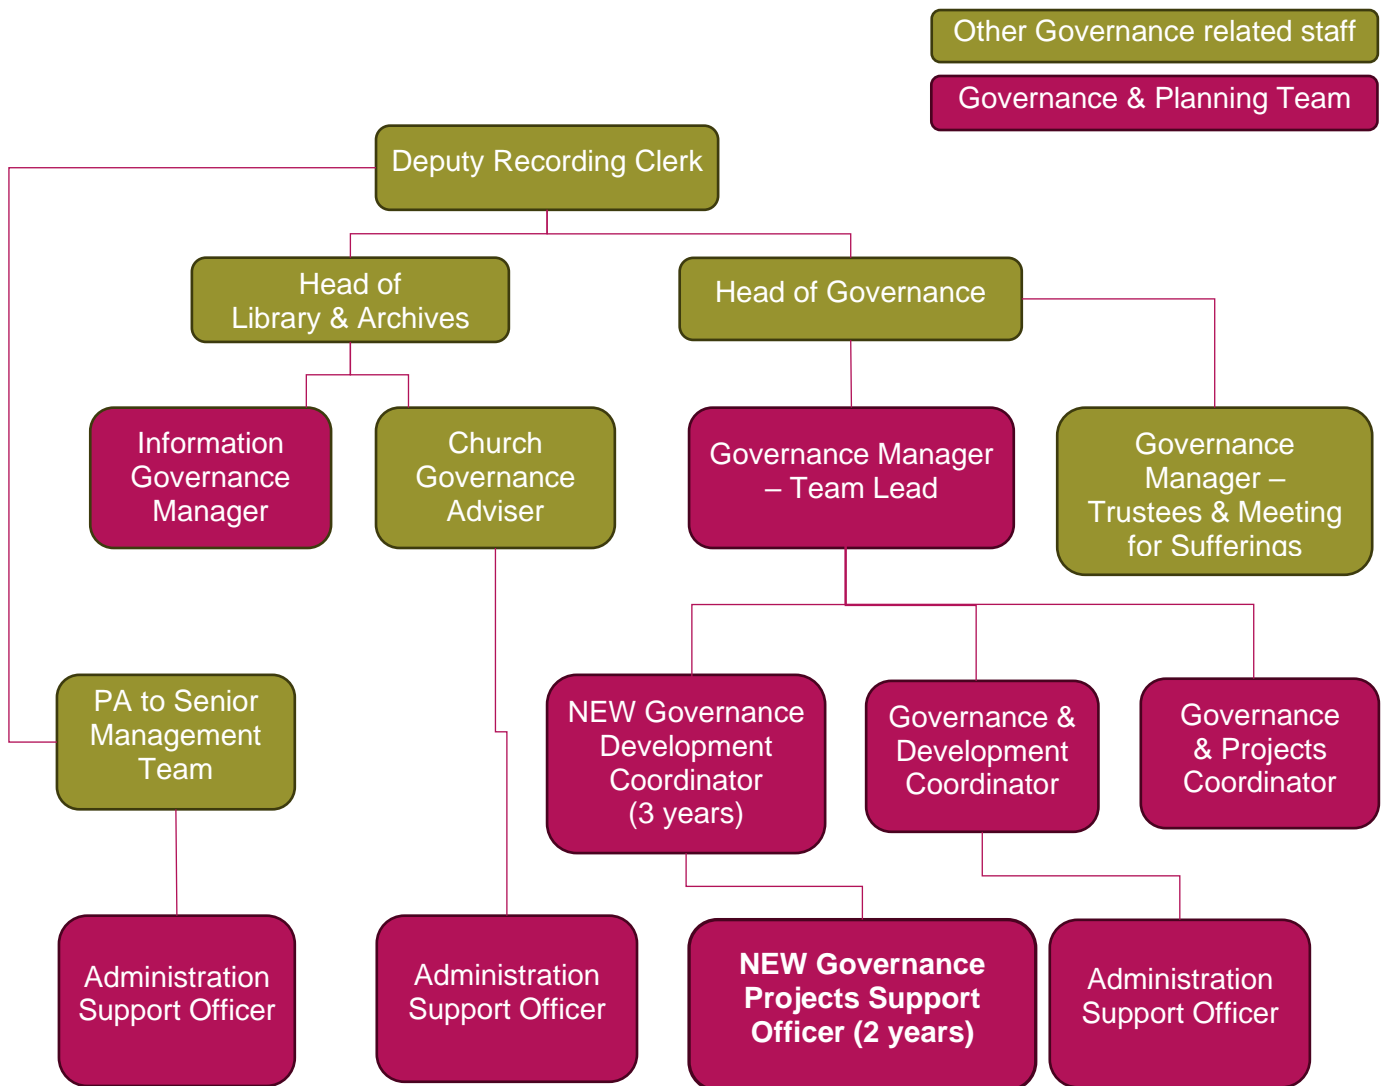 Other Governance related staff
Governance & Planning Team
Deputy Recording Clerk
Head of
Library & Archives
Head of Governance
Information
Governance
Manager
Church
Governance
Adviser
Governance Manager
– Team Lead
Governance
Manager –
Trustees & Meeting
for Sufferings
PA to Senior
Management
Team
NEW Governance
Development
Coordinator
(3 years)
Governance &
Development
Coordinator
Governance
& Projects
Coordinator
Administration
Support Officer
Administration
Support Officer
NEW Governance
Projects Support
Officer (2 years)
Administration
Support Officer